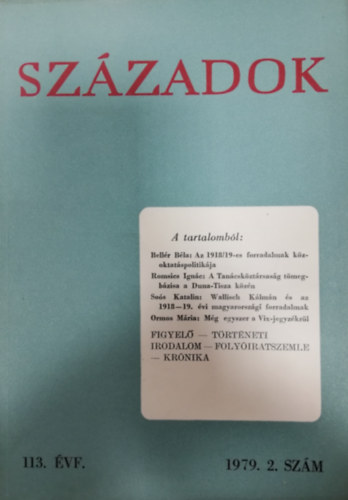 SZÁZADOK
A tartalomból:
Bellér Béla: Az 1918/19-es forradalmak köz-
oktatáspolitikája
Romsics Ignác: A Tanácsköztársaság tömeg-
bázisa a Duna-Tisza közén
Soós Katalin: Wallisch Kálmán és az
1918—19. évi magyarországi forradalmak
Ormos Mária: Még egyszer a Vix-jegyzékről
FIGYELŐ — TÖRTÉNETI
IRODALOM — FOLYÓIRATSZEMLE
— KRÓNIKA
113. ÉVF.
1979. 2. SZÁM